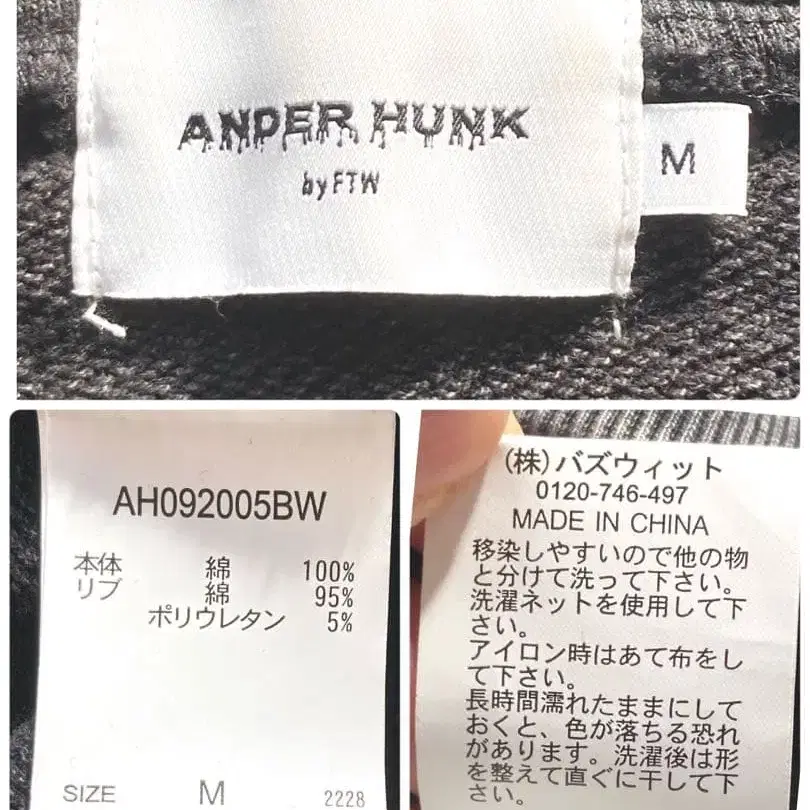 ANDER HUNK
by FTW
M
AH092005BW
本体 綿 100%
リブ 綿 95%
ポリウレタン 5%
SIZE M 2228
(株)バズウィット
0120-746-497
MADE IN CHINA
移染しやすいので他の物
と分けて洗って下さい。
洗濯ネットを使用して下
さい。
アイロン時はあて布をし
て下さい。
長時間濡れたままにして
おくと、色が落ちる恐れ
があります。洗濯後は形
を整えて直ぐに干して下
さい。